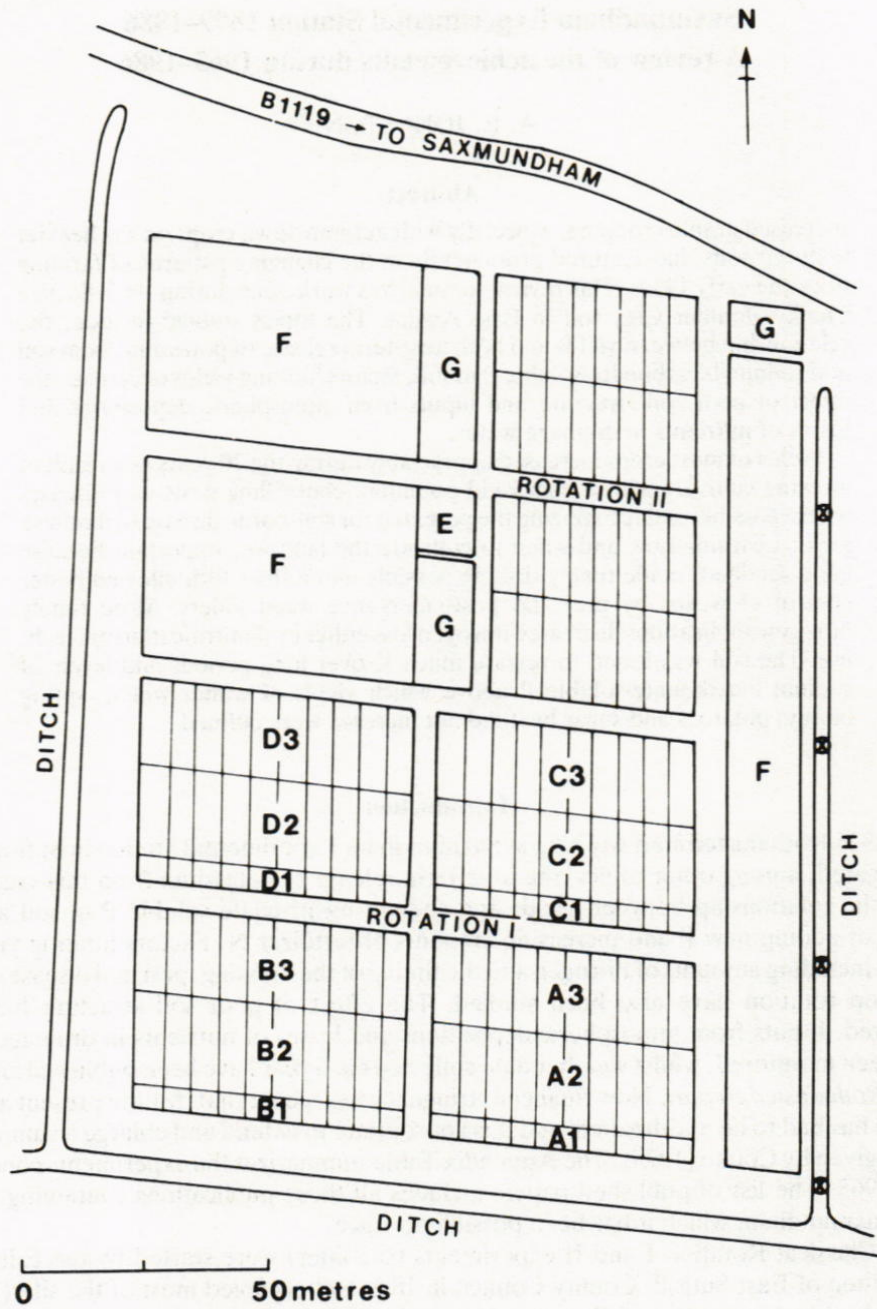 N
B1119 → TO SAXMUNDHAM
F
G
G
ROTATION II
E
F
G
DITCH
D3
C3
F
D2
C2
DITCH
D1
C1
ROTATION I
B3
A3
B2
A2
B1
A1
DITCH
0 50 metres